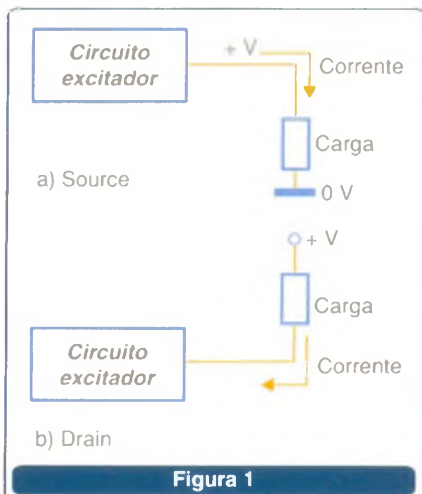 Circuito
excitador
+ V
Corrente
Carga
a) Source
0 V
+ V
Carga
Circuito
excitador
Corrente
b) Drain
Figura 1